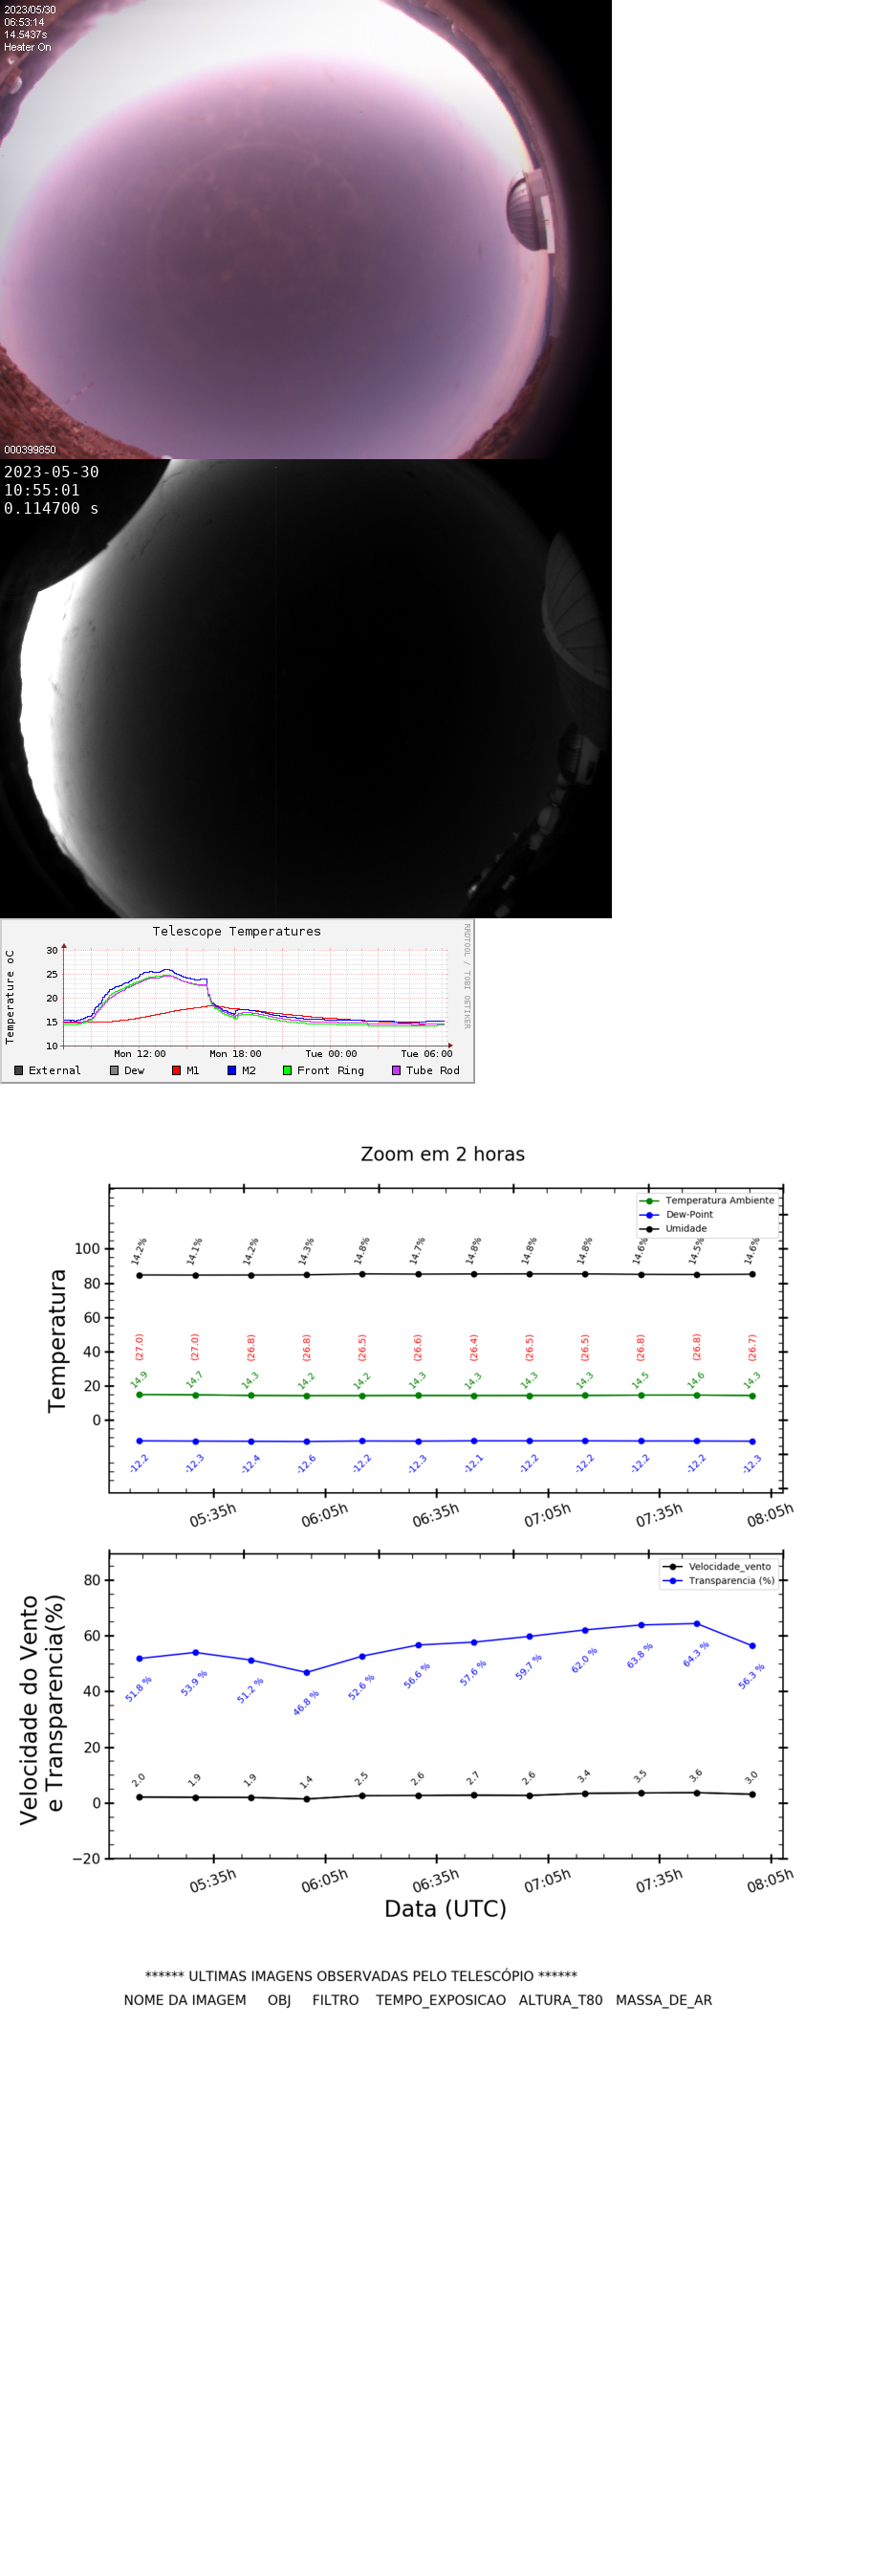 2023/05/30
06:53:14
14.5437s
Heater On
000399850
2023-05-30
10:55:01
0.114700 s
Telescope Temperatures
Temperature oC
RRDTOOL / TOBI OETIKER
30
25
20
15
10
Mon 12:00 Mon 18:00 Tue 00:00 Tue 06:00
External Dew M1 M2 Front Ring Tube Rod
Zoom em 2 horas
Temperatura
Temperatura Ambiente
Dew-Point
Umidade
100
80
60
40
20
0
14.2% 14.1% 14.2% 14.3% 14.8% 14.7% 14.8% 14.8% 14.8% 14.6% 14.5% 14.6%
(27.0) (27.0) (26.8) (26.8) (26.5) (26.6) (26.4) (26.5) (26.5) (26.8) (26.8) (26.7)
14.9 14.7 14.3 14.2 14.2 14.3 14.3 14.3 14.3 14.5 14.6 14.3
-12.2 -12.3 -12.4 -12.6 -12.2 -12.3 -12.1 -12.2 -12.2 -12.2 -12.2 -12.3
05:35h 06:05h 06:35h 07:05h 07:35h 08:05h
Velocidade do Vento
e Transparencia(%)
Velocidade_vento
Transparencia (%)
80
60
40
20
0
−20
51.8 % 53.9 % 51.2 % 46.8 % 52.6 % 56.6 % 57.6 % 59.7 % 62.0 % 63.8 % 64.3 % 56.3 %
2.0 1.9 1.9 1.4 2.5 2.6 2.7 2.6 3.4 3.5 3.6 3.0
05:35h 06:05h 06:35h 07:05h 07:35h 08:05h
Data (UTC)
****** ULTIMAS IMAGENS OBSERVADAS PELO TELESCÓPIO ******
NOME DA IMAGEM OBJ FILTRO TEMPO_EXPOSICAO ALTURA_T80 MASSA_DE_AR